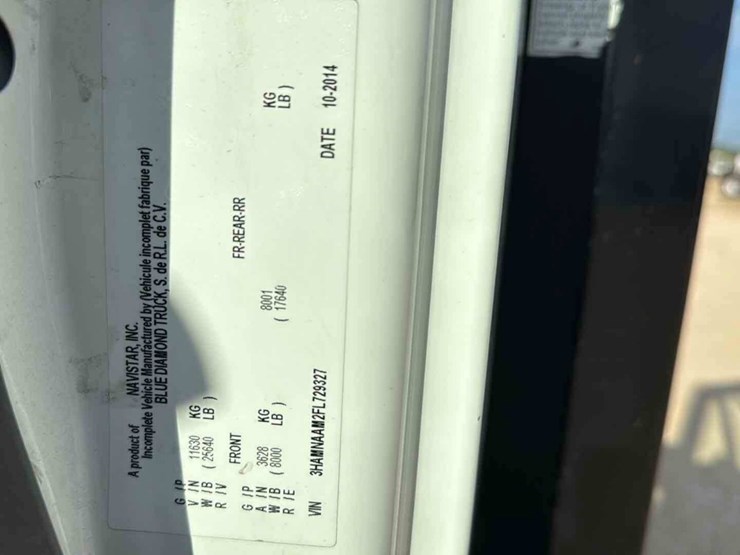 A product of NAVISTAR, INC.
Incomplete Vehicle Manufactured by (Vehicule incomplet fabrique par)
BLUE DIAMOND TRUCK, S. de R.L. de C.V.
G /P
V /N 11630 KG
W /B ( 25640 LB )
R /V
FRONT FR-REAR-RR
G /P
A /N 3628 KG 8001 KG
W /B ( 8000 LB ) ( 17640 LB )
R /E
VIN 3HAMNAAM2FL729327 DATE 10-2014